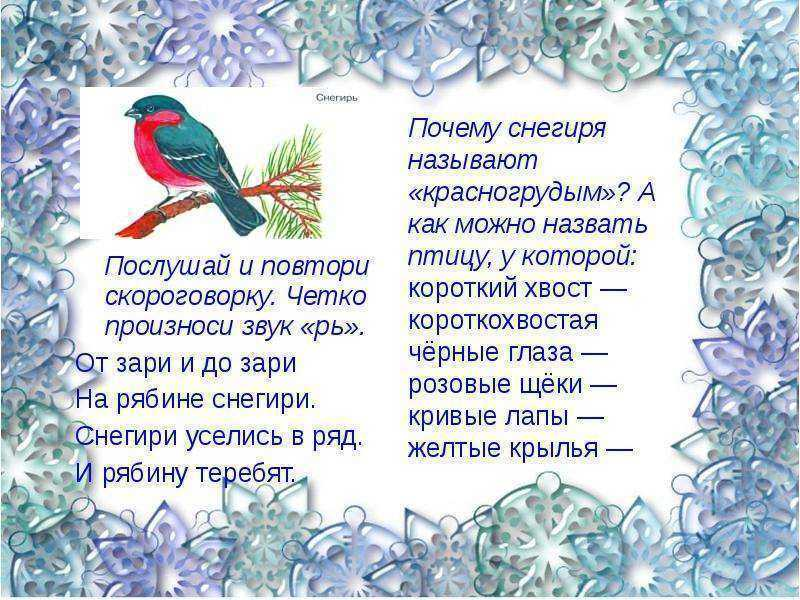 Снегирь
Послушай и повтори
скороговорку. Четко
произноси звук «рь».
От зари и до зари
На рябине снегири.
Снегири уселись в ряд.
И рябину теребят.
Почему снегиря
называют
«красногрудым»? А
как можно назвать
птицу, у которой:
короткий хвост —
короткохвостая
чёрные глаза —
розовые щёки —
кривые лапы —
желтые крылья —